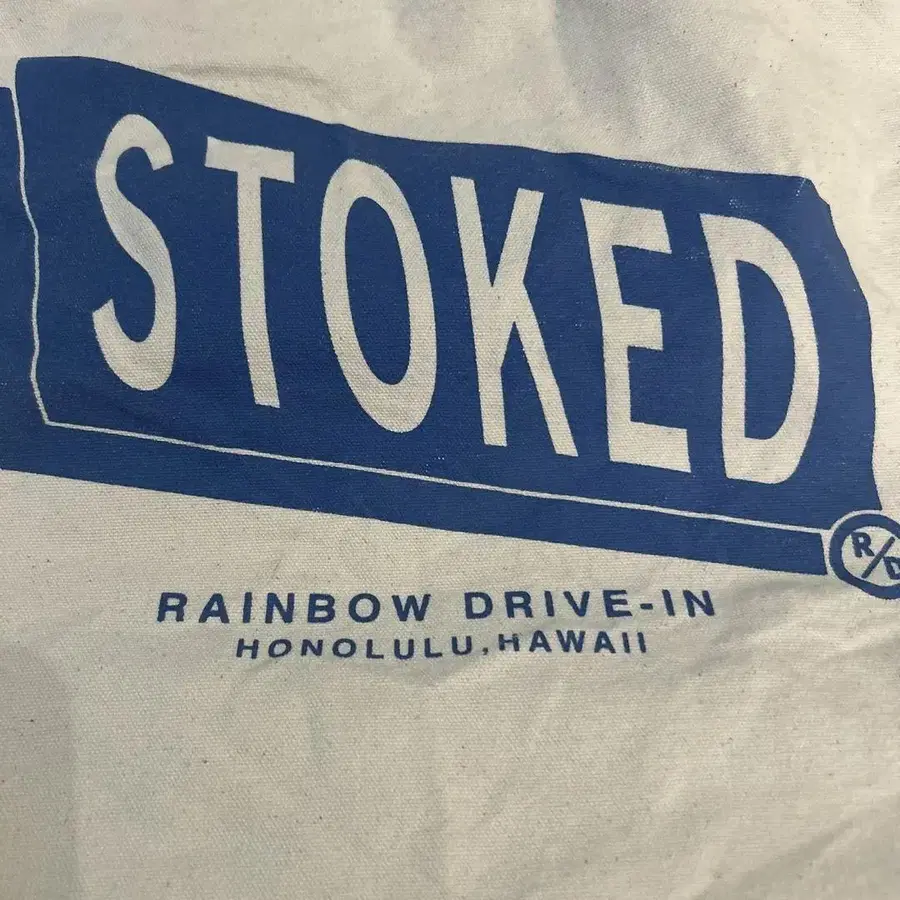 STOKED
R/D
RAINBOW DRIVE-IN
HONOLULU, HAWAII